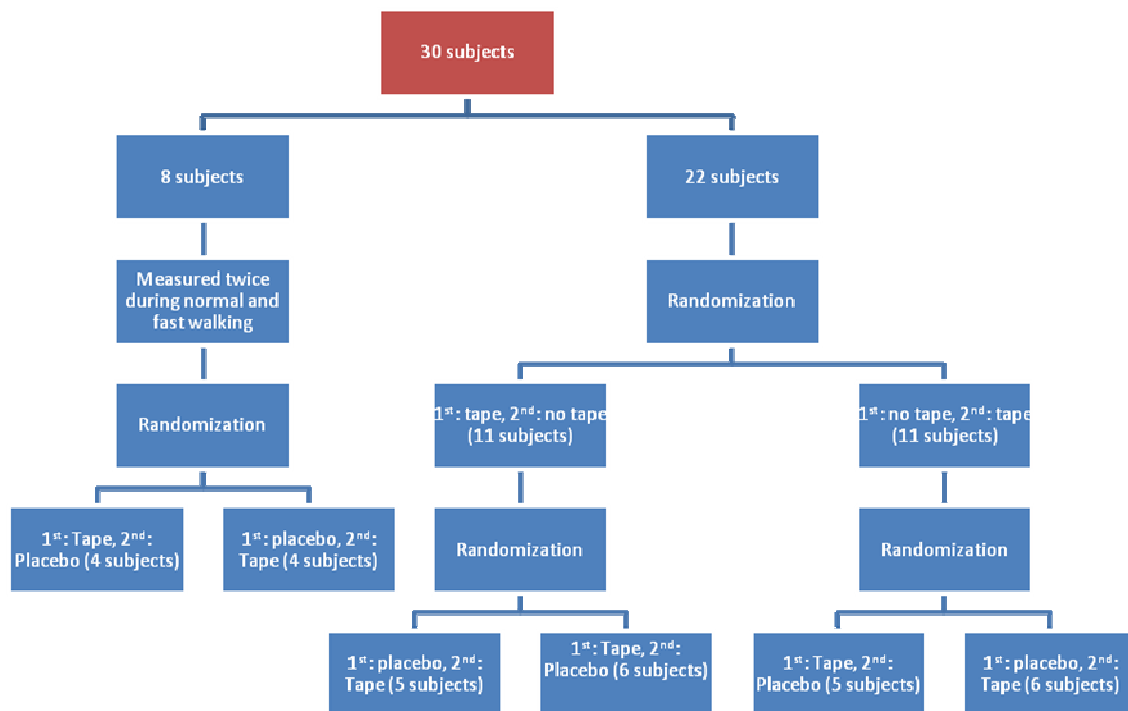 30 subjects
8 subjects
22 subjects
Measured twice
during normal and
fast walking
Randomization
Randomization
1st: tape, 2nd: no tape
(11 subjects)
1st: no tape, 2nd: tape
(11 subjects)
1st: Tape, 2nd:
Placebo (4 subjects)
1st: placebo, 2nd:
Tape (4 subjects)
Randomization
Randomization
1st: placebo, 2nd:
Tape (5 subjects)
1st: Tape, 2nd:
Placebo (6 subjects)
1st: Tape, 2nd:
Placebo (5 subjects)
1st: placebo, 2nd:
Tape (6 subjects)